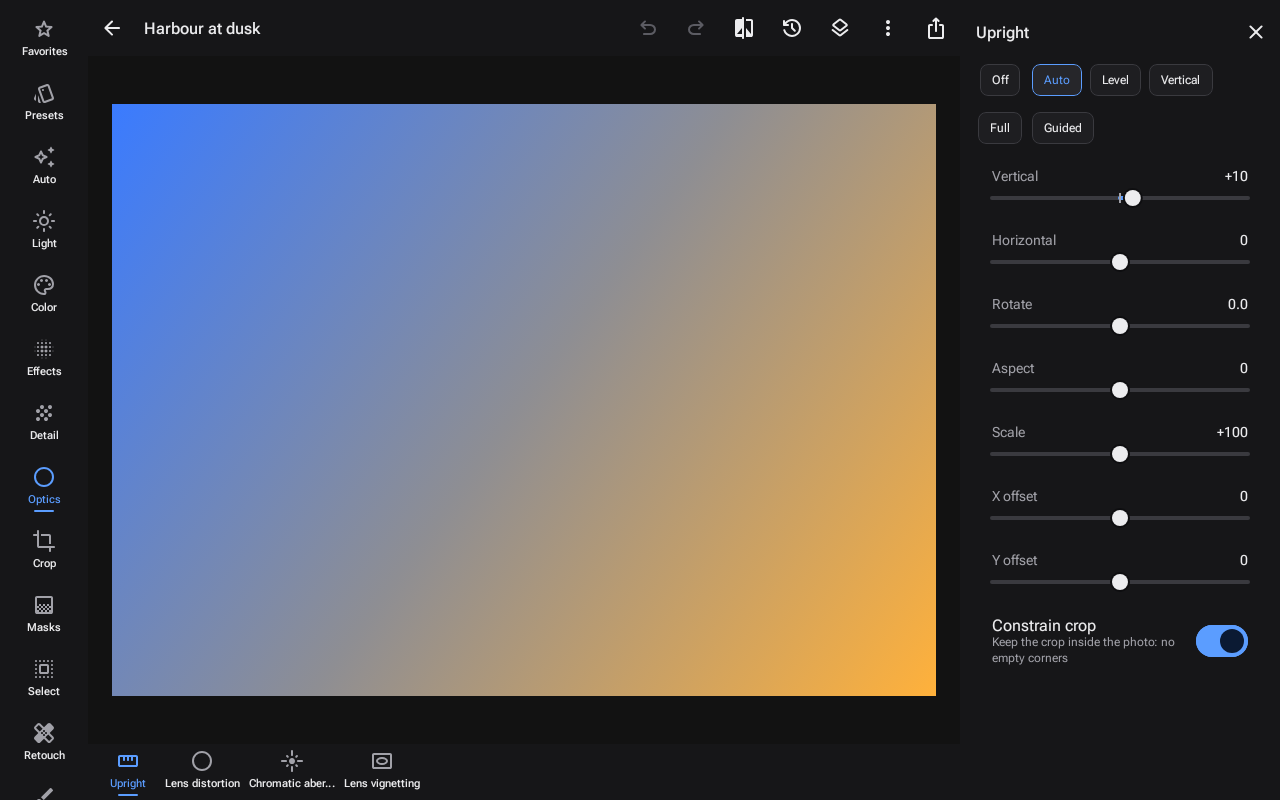 Harbour at dusk
Favorites
Presets
Auto
Light
Color
Effects
Detail
Optics
Crop
Masks
Select
Retouch
Upright
Lens distortion
Chromatic aber...
Lens vignetting
Upright
Off
Auto
Level
Vertical
Full
Guided
Vertical +10
Horizontal 0
Rotate 0.0
Aspect 0
Scale +100
X offset 0
Y offset 0
Constrain crop
Keep the crop inside the photo: no
empty corners